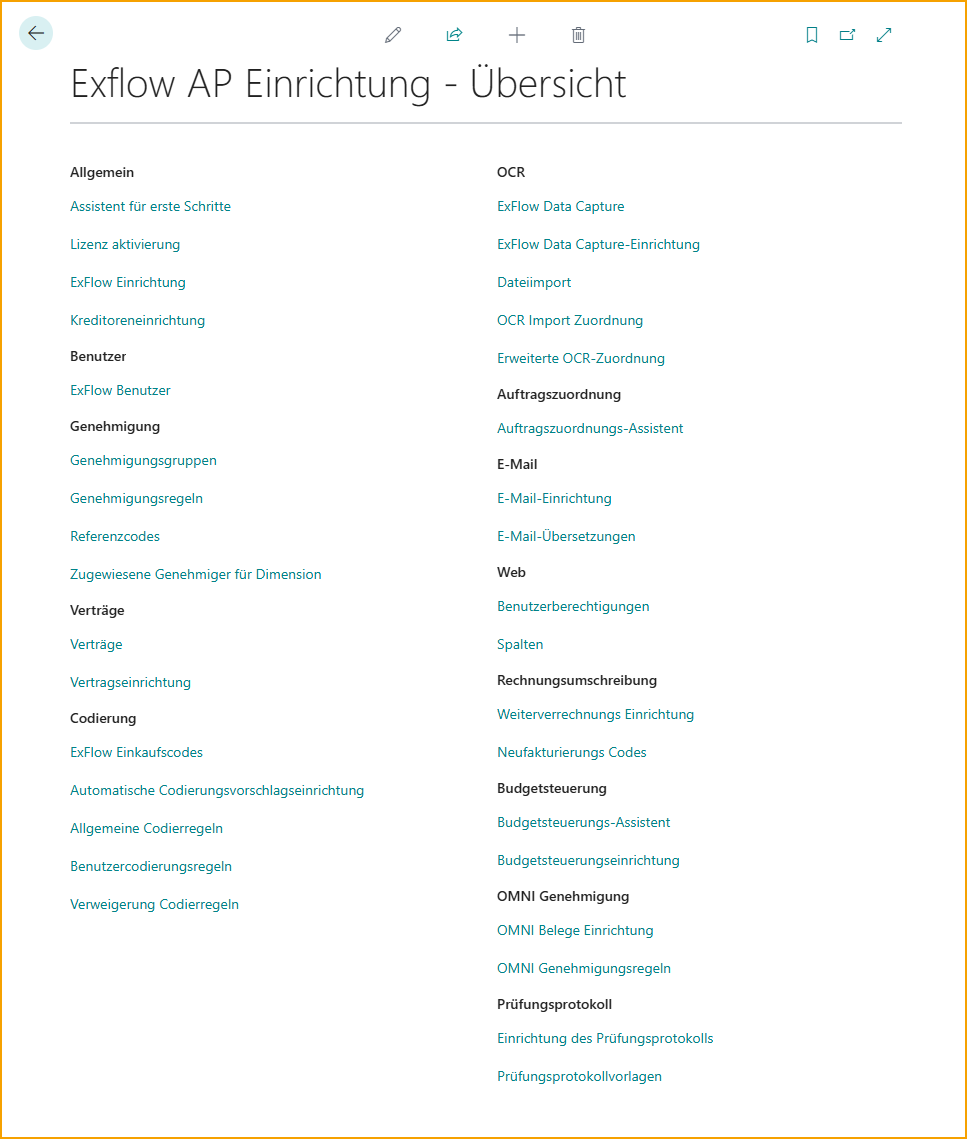 Exflow AP Einrichtung - Übersicht
Allgemein
Assistent für erste Schritte
Lizenz aktivierung
ExFlow Einrichtung
Kreditoreneinrichtung
Benutzer
ExFlow Benutzer
Genehmigung
Genehmigungsgruppen
Genehmigungsregeln
Referenzcodes
Zugewiesene Genehmiger für Dimension
Verträge
Verträge
Vertragseinrichtung
Codierung
ExFlow Einkaufscodes
Automatische Codierungsvorschlagseinrichtung
Allgemeine Codierregeln
Benutzercodierungsregeln
Verweigerung Codierregeln
OCR
ExFlow Data Capture
ExFlow Data Capture-Einrichtung
Dateiimport
OCR Import Zuordnung
Erweiterte OCR-Zuordnung
Auftragszuordnung
Auftragszuordnungs-Assistent
E-Mail
E-Mail-Einrichtung
E-Mail-Übersetzungen
Web
Benutzerberechtigungen
Spalten
Rechnungsumschreibung
Weiterverrechnungs Einrichtung
Neufakturierungs Codes
Budgetsteuerung
Budgetsteuerungs-Assistent
Budgetsteuerungseinrichtung
OMNI Genehmigung
OMNI Belege Einrichtung
OMNI Genehmigungsregeln
Prüfungsprotokoll
Einrichtung des Prüfungsprotokolls
Prüfungsprotokollvorlagen